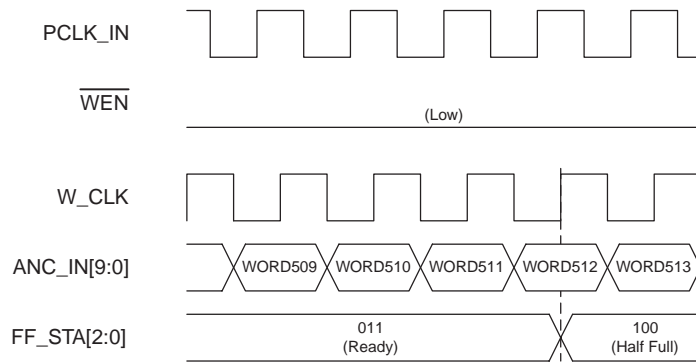 PCLK_IN
WEN
(Low)
W_CLK
ANC_IN[9:0]
WORD509 WORD510 WORD511 WORD512 WORD513
FF_STA[2:0]
011 100
(Ready) (Half Full)